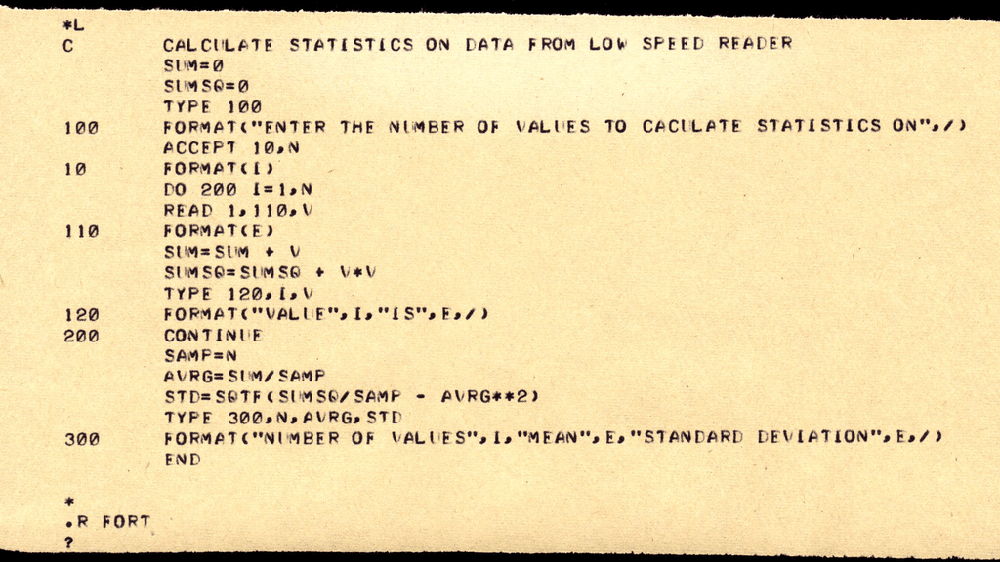 *L
C CALCULATE STATISTICS ON DATA FROM LOW SPEED READER
SUM=0
SUMSQ=0
TYPE 100
100 FORMAT("ENTER THE NUMBER OF VALUES TO CACULATE STATISTICS ON",/)
ACCEPT 10,N
10 FORMAT(I)
DO 200 I=1,N
READ 1,110,V
110 FORMAT(E)
SUM=SUM + V
SUMSQ=SUMSQ + V*V
TYPE 120,I,V
120 FORMAT("VALUE",I,"IS",E,/)
200 CONTINUE
SAMP=N
AVRG=SUM/SAMP
STD=SQTF(SUMSQ/SAMP - AVRG**2)
TYPE 300,N,AVRG,STD
300 FORMAT("NUMBER OF VALUES",I,"MEAN",E,"STANDARD DEVIATION",E,/)
END
*
.R FORT
?